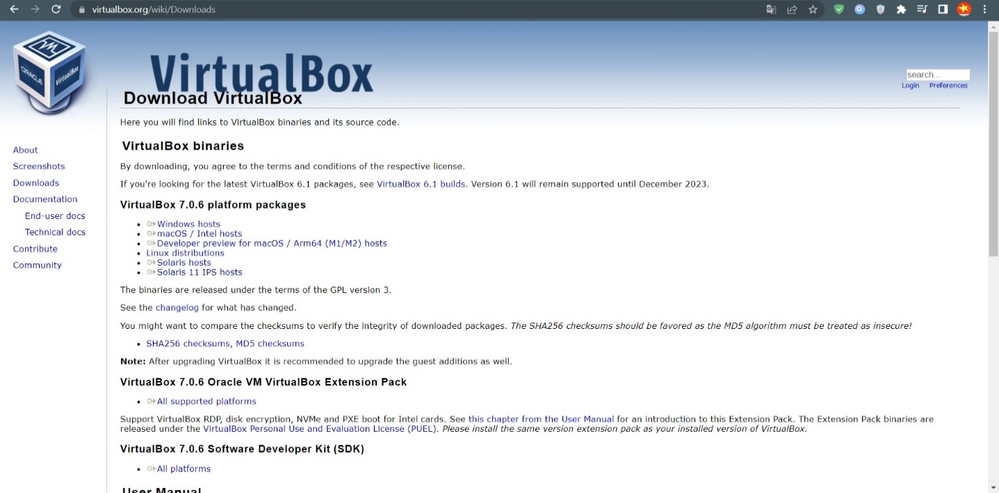 virtualbox.org/wiki/Downloads
ORACLE
VirtualBox
VirtualBox
search...
Login Preferences
Download VirtualBox
Here you will find links to VirtualBox binaries and its source code.
About
Screenshots
Downloads
Documentation
End-user docs
Technical docs
Contribute
Community
VirtualBox binaries
By downloading, you agree to the terms and conditions of the respective license.
If you're looking for the latest VirtualBox 6.1 packages, see VirtualBox 6.1 builds. Version 6.1 will remain supported until December 2023.
VirtualBox 7.0.6 platform packages
• Windows hosts
• macOS / Intel hosts
• Developer preview for macOS / Arm64 (M1/M2) hosts
• Linux distributions
• Solaris hosts
• Solaris 11 IPS hosts
The binaries are released under the terms of the GPL version 3.
See the changelog for what has changed.
You might want to compare the checksums to verify the integrity of downloaded packages. The SHA256 checksums should be favored as the MD5 algorithm must be treated as insecure!
• SHA256 checksums, MD5 checksums
Note: After upgrading VirtualBox it is recommended to upgrade the guest additions as well.
VirtualBox 7.0.6 Oracle VM VirtualBox Extension Pack
• All supported platforms
Support VirtualBox RDP, disk encryption, NVMe and PXE boot for Intel cards. See this chapter from the User Manual for an introduction to this Extension Pack. The Extension Pack binaries are
released under the VirtualBox Personal Use and Evaluation License (PUEL). Please install the same version extension pack as your installed version of VirtualBox.
VirtualBox 7.0.6 Software Developer Kit (SDK)
• All platforms
User Manual